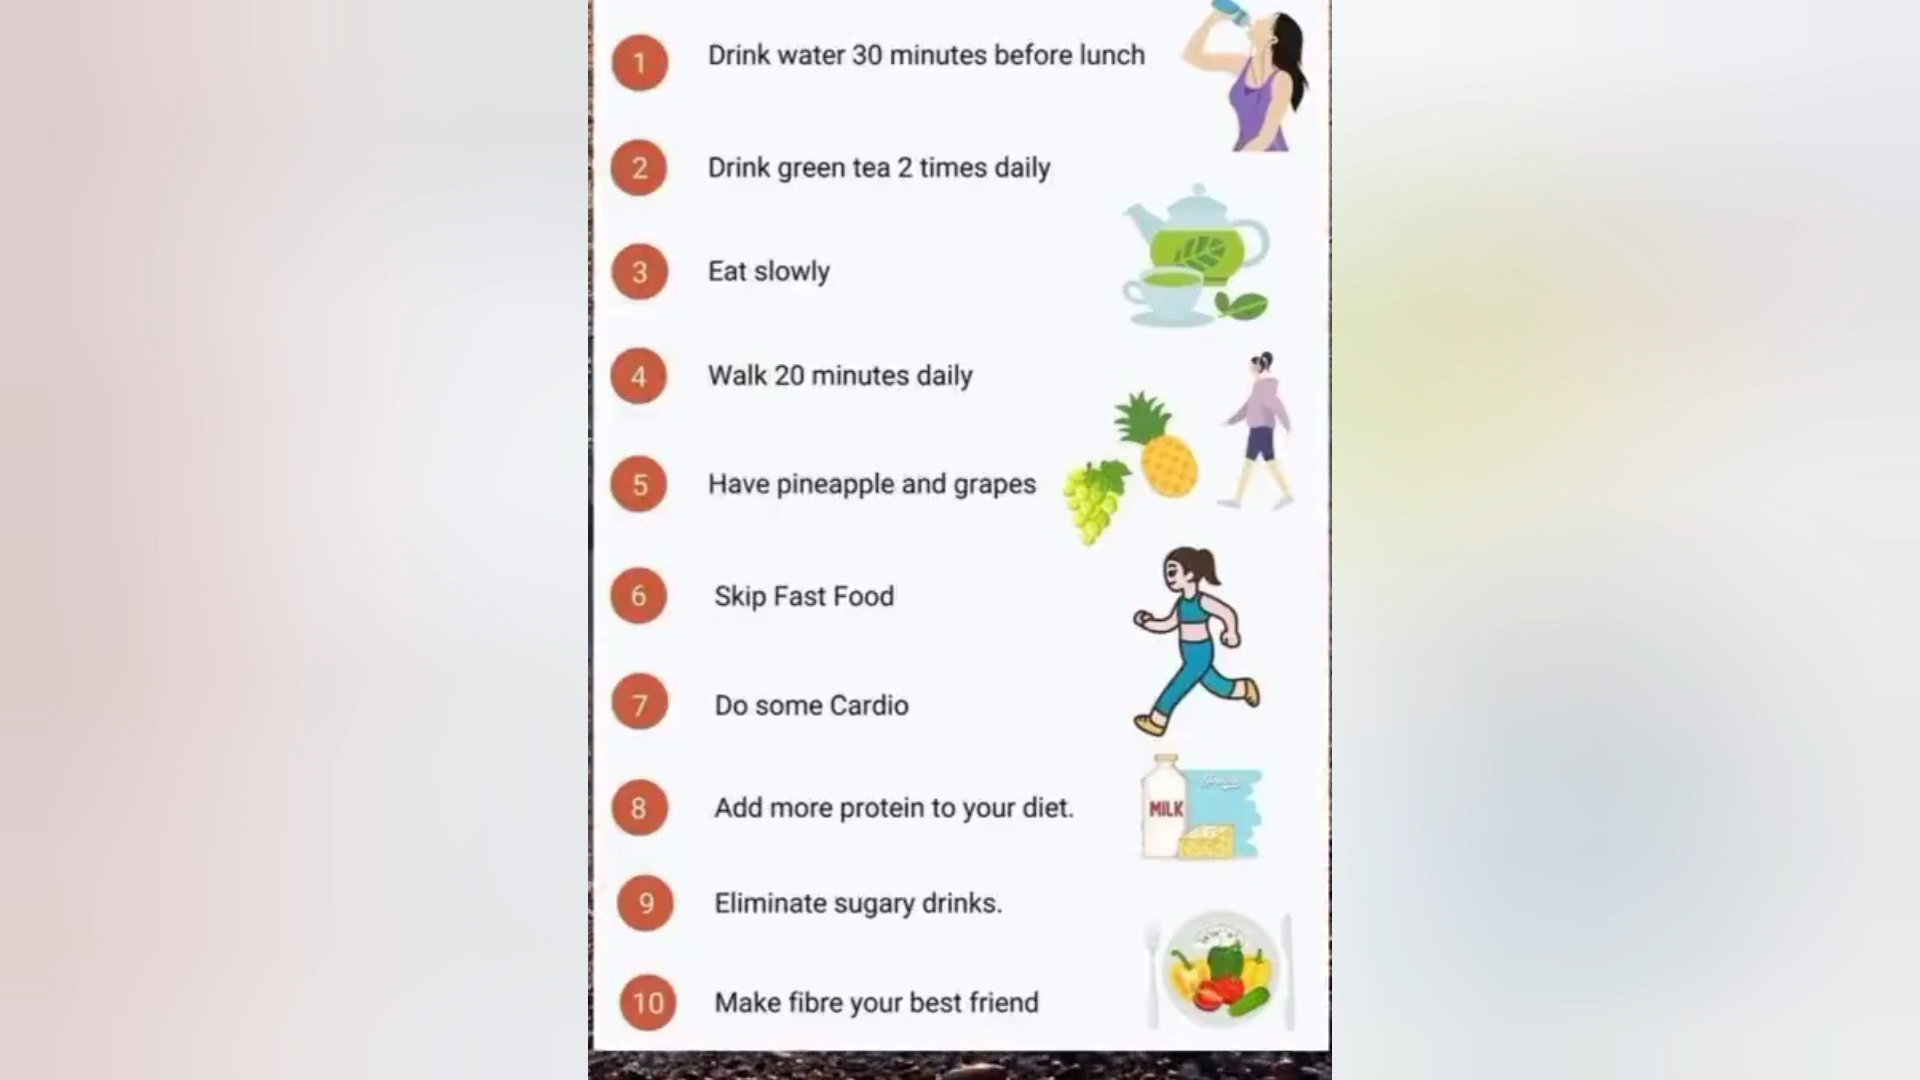 1 Drink water 30 minutes before lunch
2 Drink green tea 2 times daily
3 Eat slowly
4 Walk 20 minutes daily
5 Have pineapple and grapes
6 Skip Fast Food
7 Do some Cardio
8 Add more protein to your diet.
MILK
9 Eliminate sugary drinks.
10 Make fibre your best friend